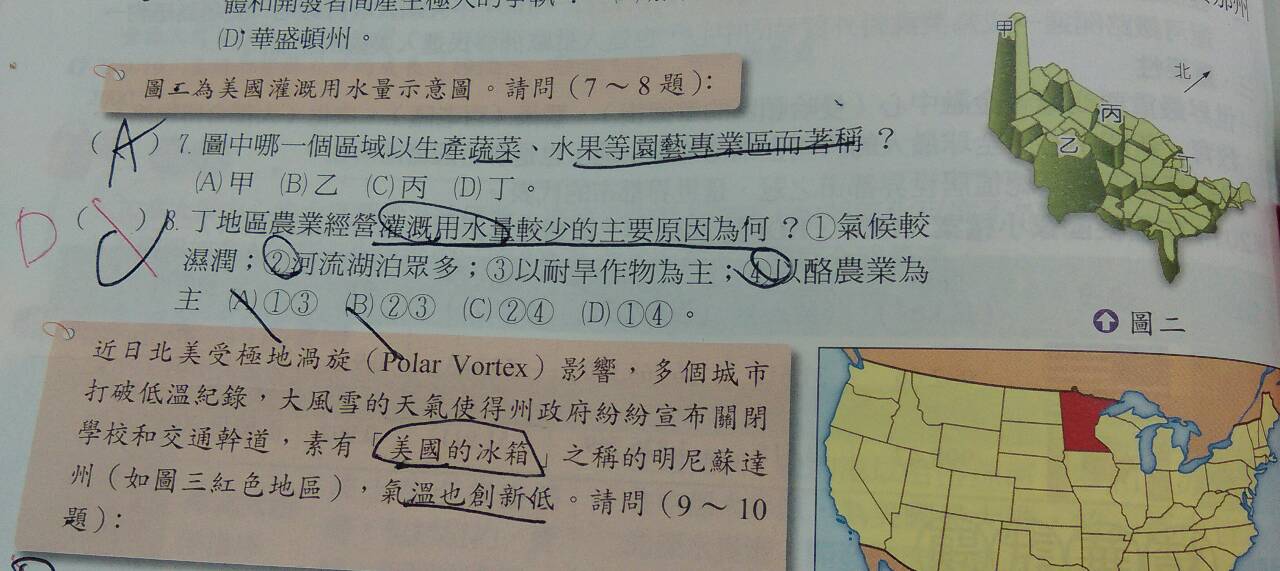 (D) 華盛頓州。
圖二為美國灌溉用水量示意圖。請問(7～8題):
( A ) 7. 圖中哪一個區域以生產蔬菜、水果等園藝專業區而著稱？
(A)甲 (B)乙 (C)丙 (D)丁。
D ( C ) 8. 丁地區農業經營灌溉用水量較少的主要原因為何？①氣候較
濕潤；②河流湖泊眾多；③以耐旱作物為主；④以酪農業為
主 (A)①③ (B)②③ (C)②④ (D)①④。
甲
北
丙
乙
丁
圖二
近日北美受極地渦旋(Polar Vortex)影響，多個城市
打破低溫紀錄，大風雪的天氣使得州政府紛紛宣布關閉
學校和交通幹道，素有「美國的冰箱」之稱的明尼蘇達
州(如圖三紅色地區)，氣溫也創新低。請問(9～10
題):